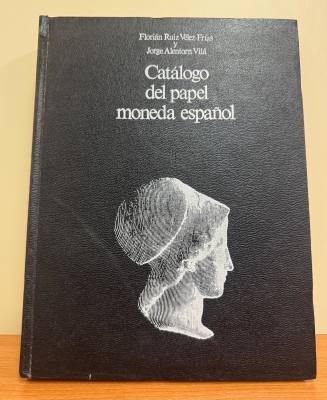 Florián Ruiz Vélez Frías
y
Jorge Alentorn Vilá
Catálogo
del papel
moneda español